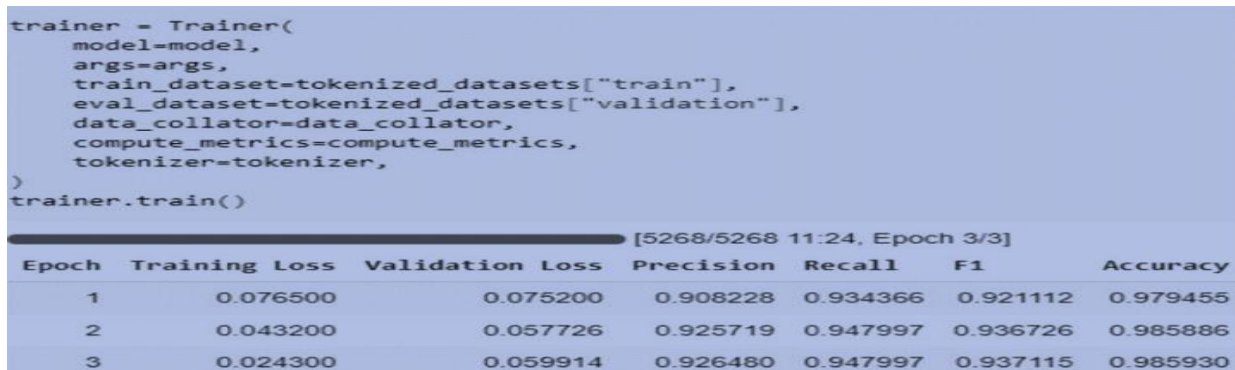 trainer = Trainer(
    model=model,
    args=args,
    train_dataset=tokenized_datasets["train"],
    eval_dataset=tokenized_datasets["validation"],
    data_collator=data_collator,
    compute_metrics=compute_metrics,
    tokenizer=tokenizer,
)
trainer.train()
[5268/5268 11:24, Epoch 3/3]
Epoch Training Loss Validation Loss Precision Recall F1 Accuracy
1 0.076500 0.075200 0.908228 0.934366 0.921112 0.979455
2 0.043200 0.057726 0.925719 0.947997 0.936726 0.985886
3 0.024300 0.059914 0.926480 0.947997 0.937115 0.985930